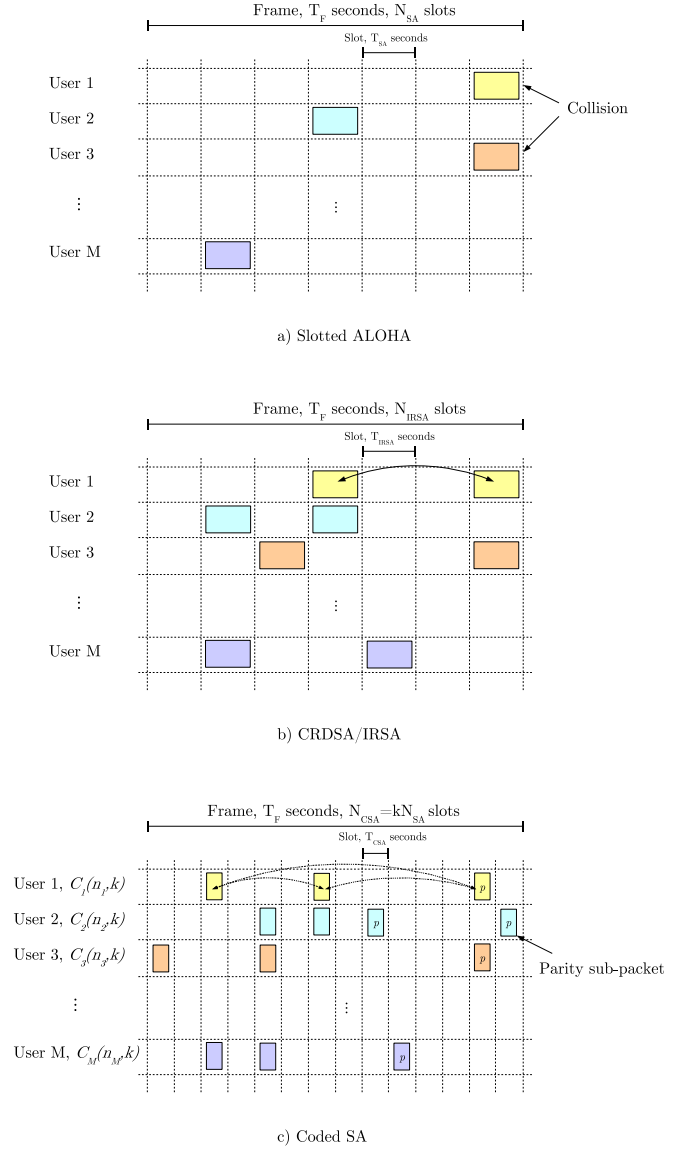 Frame, T_F seconds, N_SA slots
Slot, T_SA seconds
User 1
User 2
Collision
User 3
⋮ ⋮
User M
a) Slotted ALOHA
Frame, T_F seconds, N_IRSA slots
Slot, T_IRSA seconds
User 1
User 2
User 3
⋮ ⋮
User M
b) CRDSA/IRSA
Frame, T_F seconds, N_CSA=kN_SA slots
Slot, T_CSA seconds
User 1, C_1(n_1,k)
p
User 2, C_2(n_2,k)
p p
User 3, C_3(n_3,k)
p
Parity sub-packet
⋮ ⋮
User M, C_M(n_M,k)
p
c) Coded SA